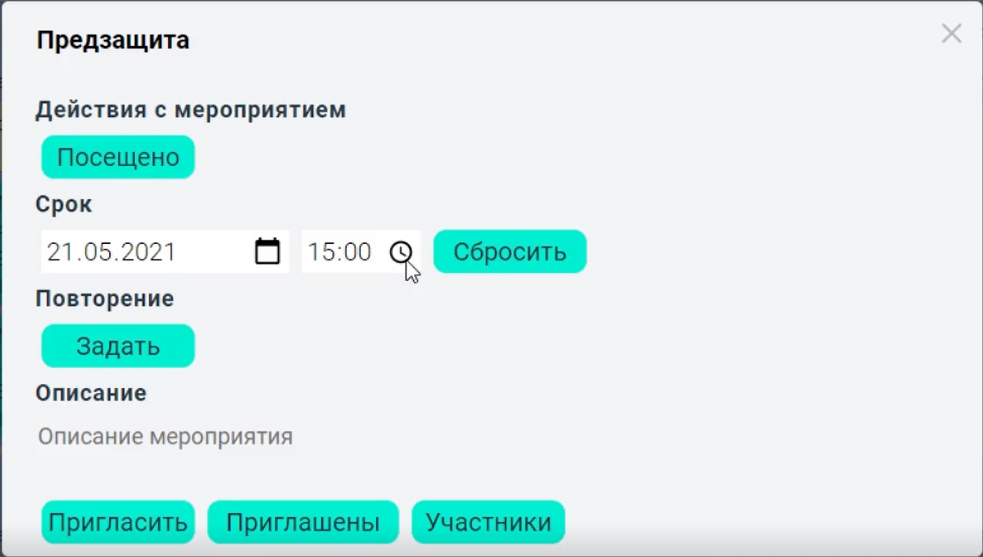 Предзащита
Действия с мероприятием
Посещено
Срок
21.05.2021 15:00 Сбросить
Повторение
Задать
Описание
Описание мероприятия
Пригласить Приглашены Участники